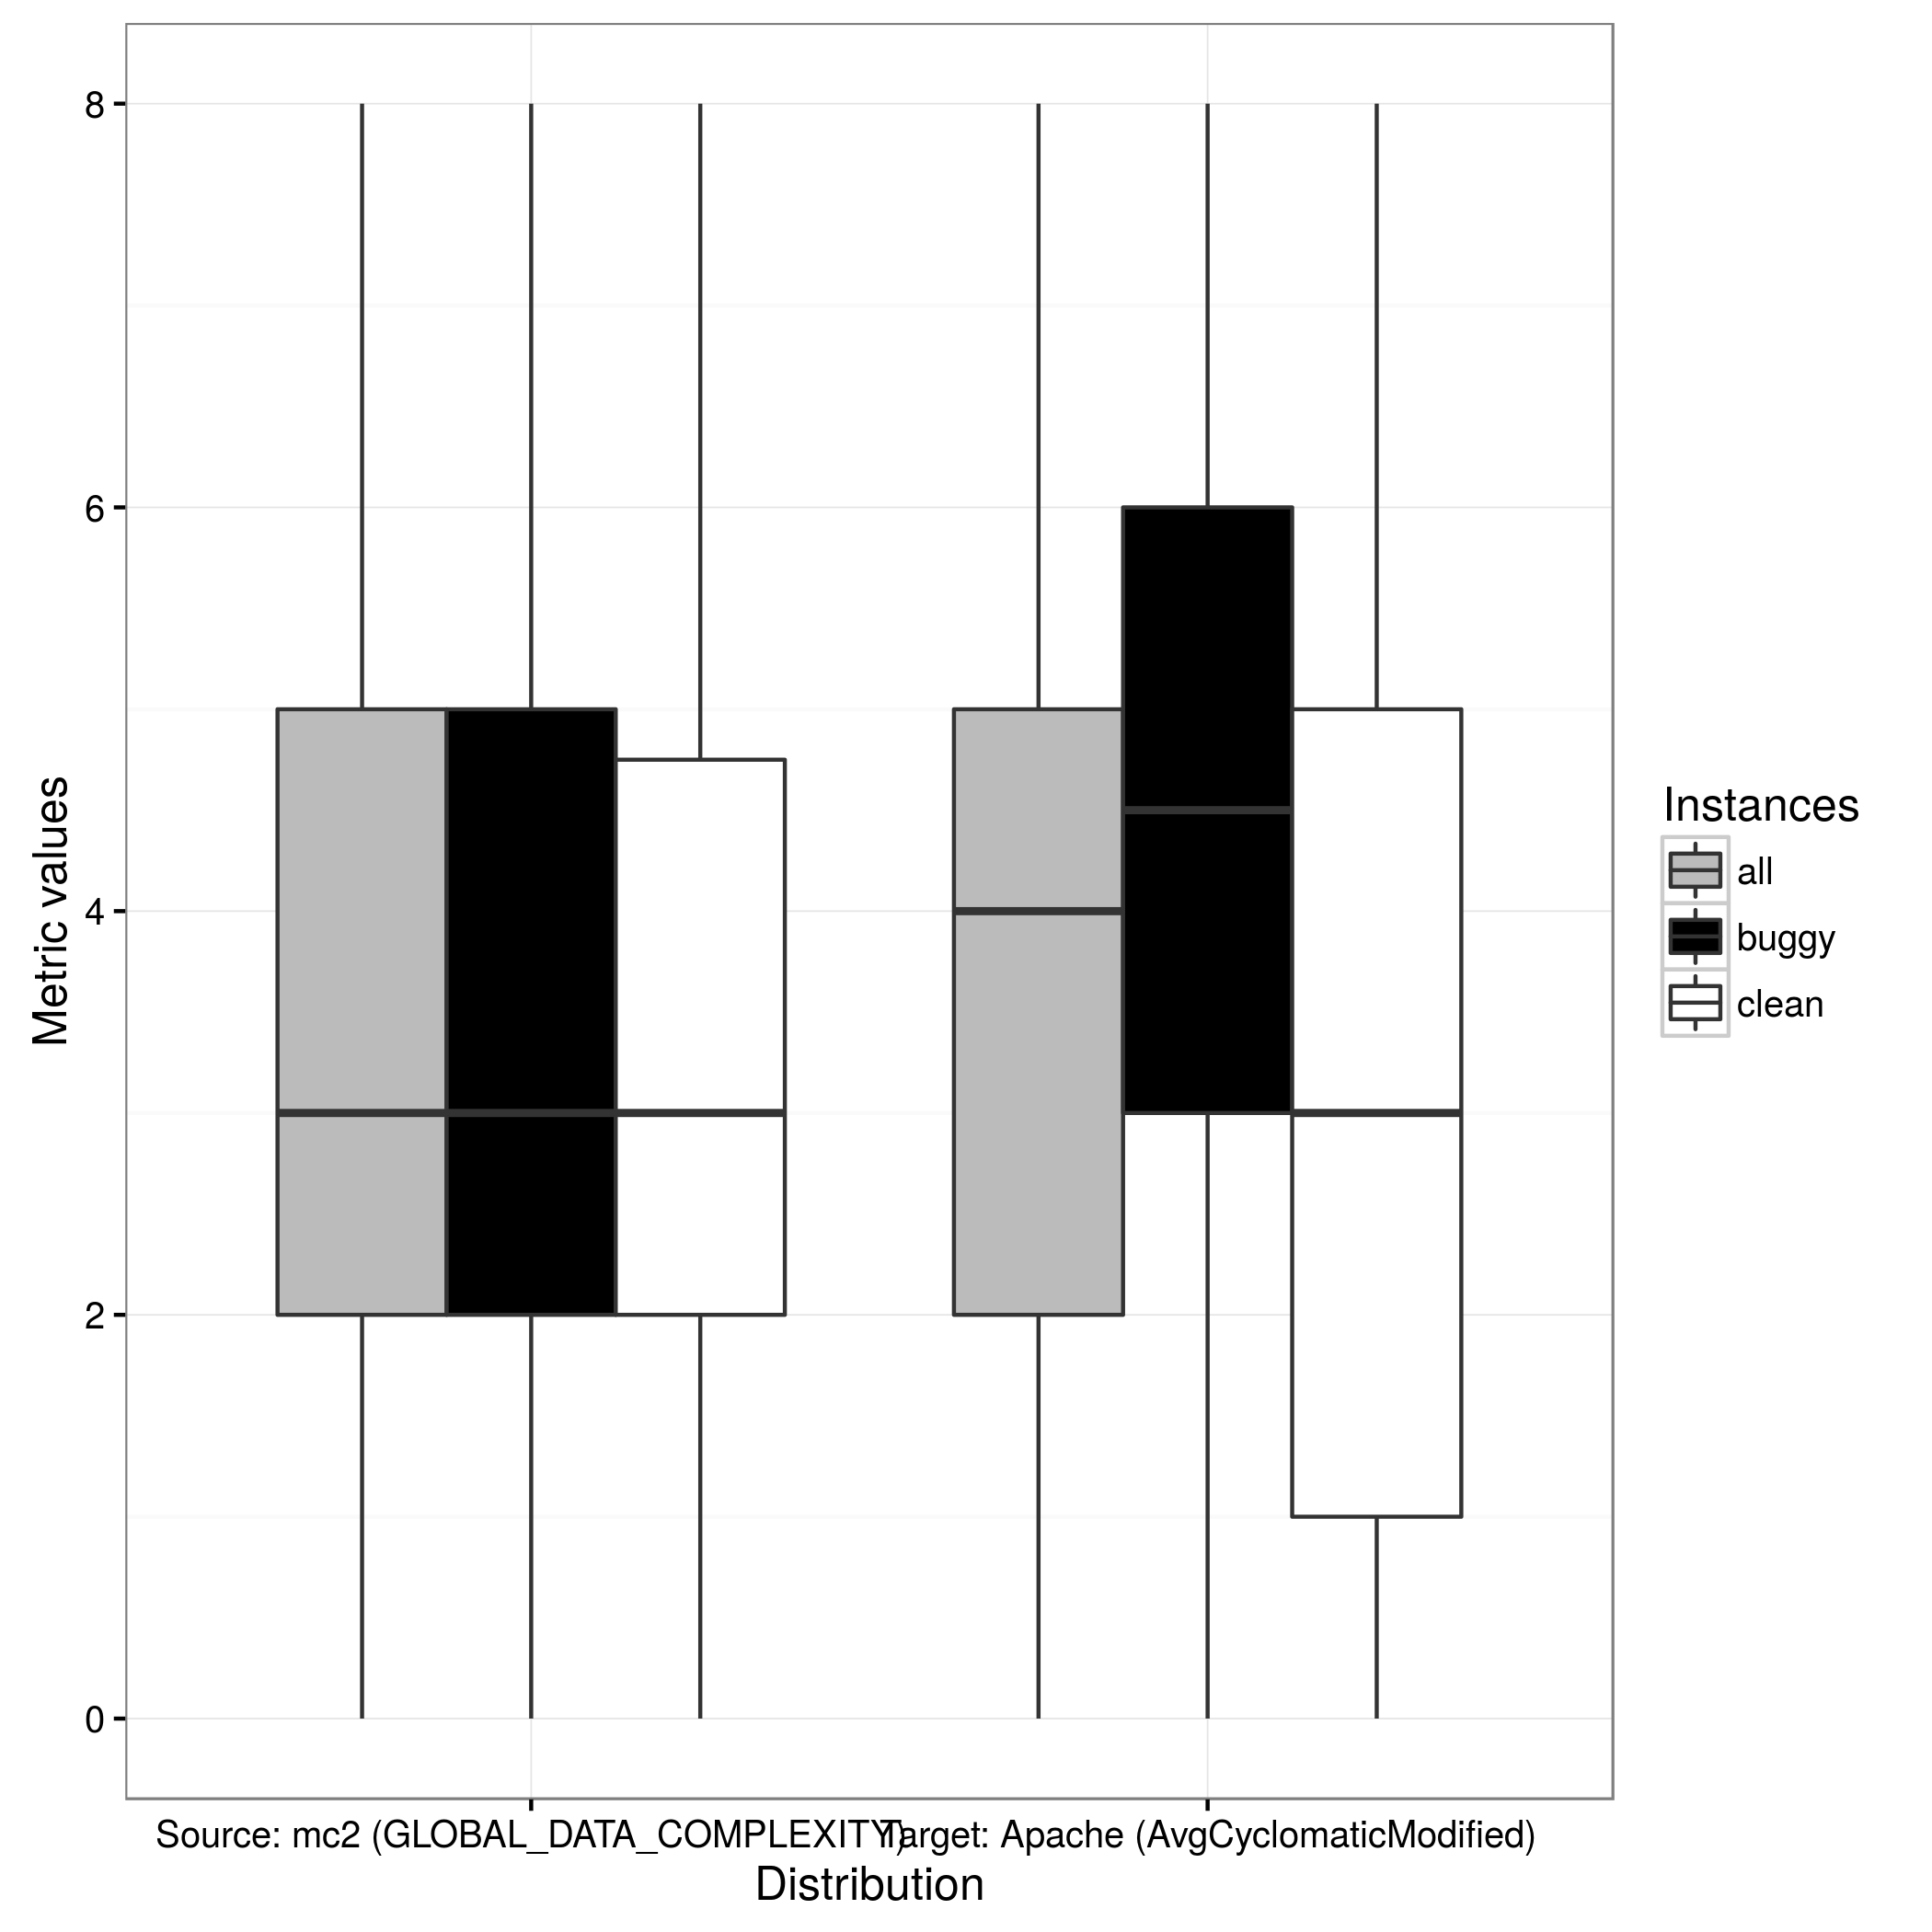 8
6
4
2
0
Metric values
Source: mc2 (GLOBAL_DATA_COMPLEXITY)
Target: Apache (AvgCyclomaticModified)
Distribution
Instances
all
buggy
clean